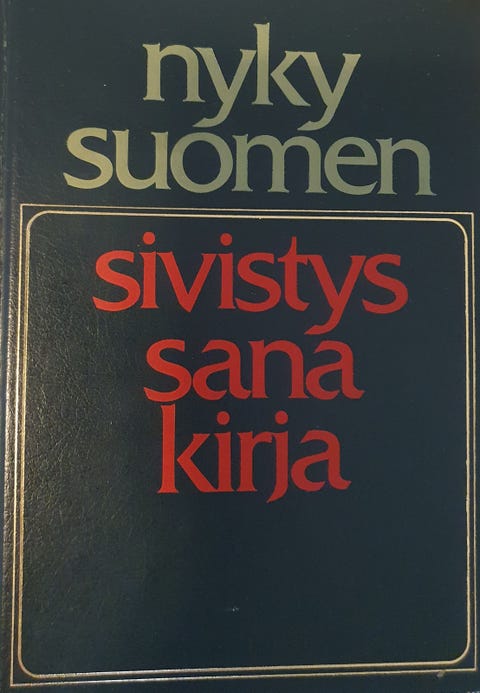 nyky
suomen
sivistys
sana
kirja